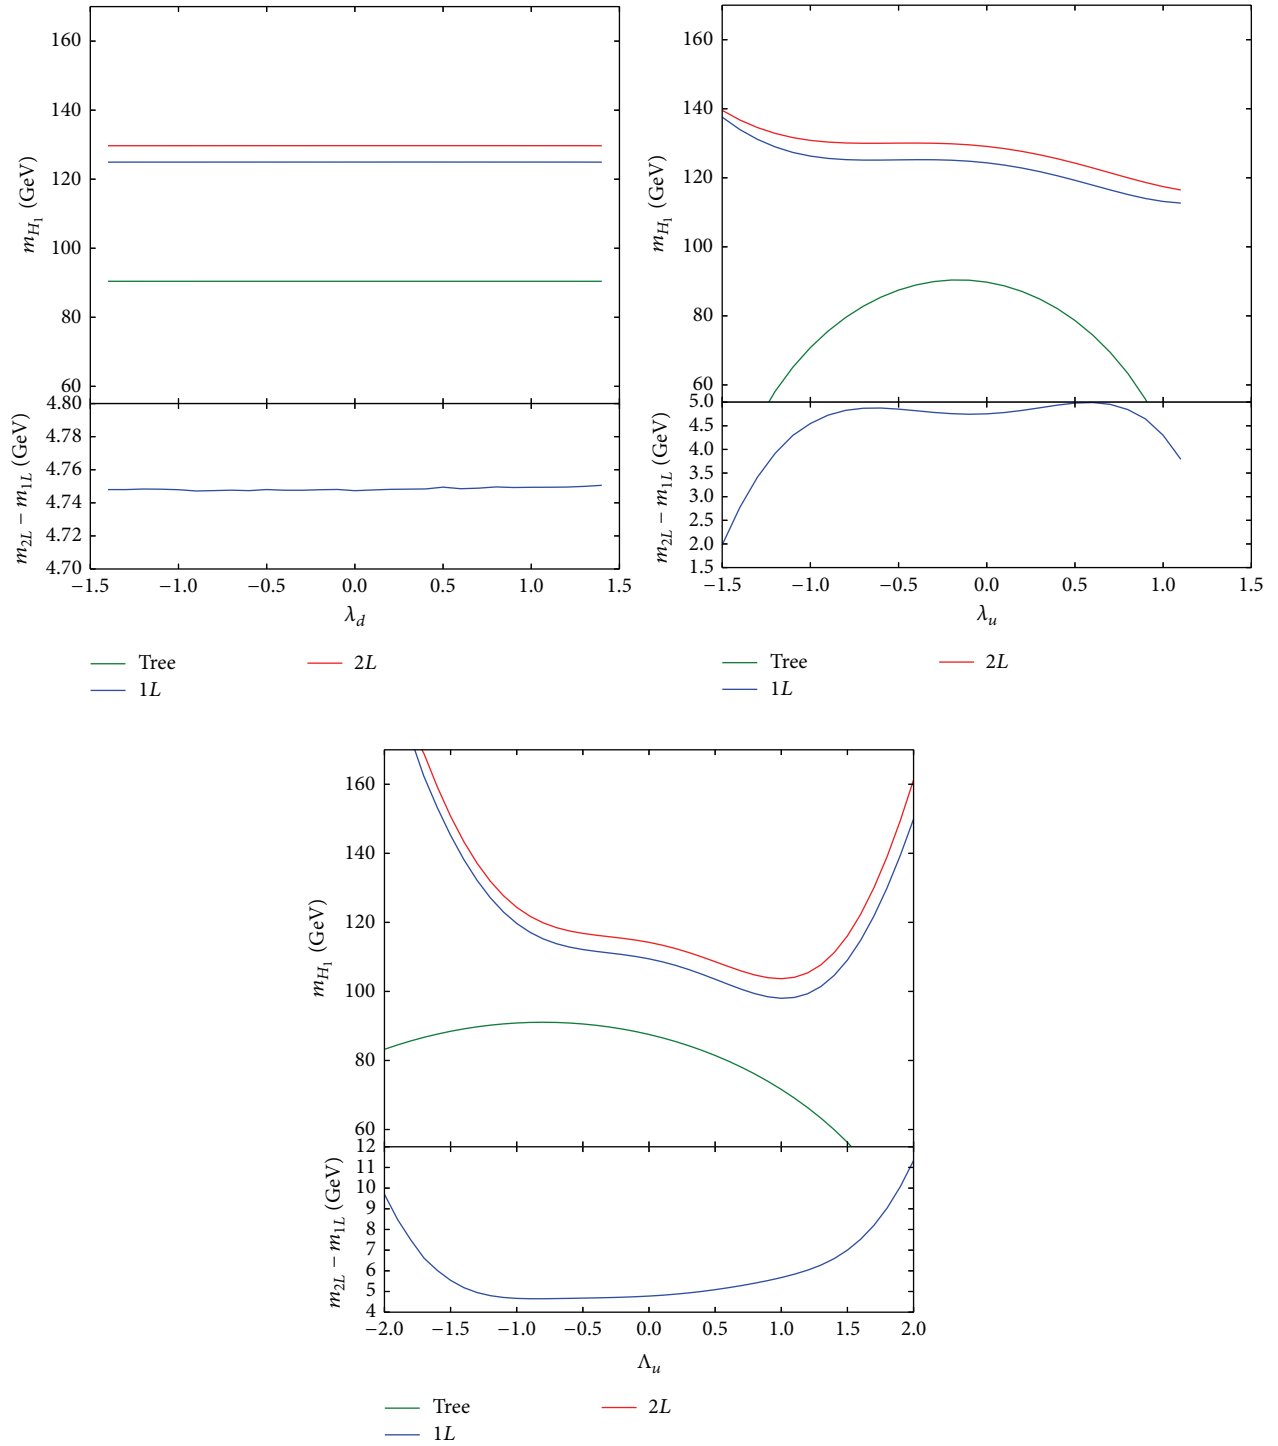 160
140
120
100
80
60
m_{H_1} (GeV)
4.80
4.78
4.76
4.74
4.72
4.70
m_{2L} − m_{1L} (GeV)
−1.5 −1.0 −0.5 0.0 0.5 1.0 1.5
λ_d
Tree 2L
1L
160
140
120
100
80
60
m_{H_1} (GeV)
5.0
4.5
4.0
3.5
3.0
2.5
2.0
1.5
m_{2L} − m_{1L} (GeV)
−1.5 −1.0 −0.5 0.0 0.5 1.0 1.5
λ_u
Tree 2L
1L
160
140
120
100
80
60
m_{H_1} (GeV)
12
11
10
9
8
7
6
5
4
m_{2L} − m_{1L} (GeV)
−2.0 −1.5 −1.0 −0.5 0.0 0.5 1.0 1.5 2.0
Λ_u
Tree 2L
1L